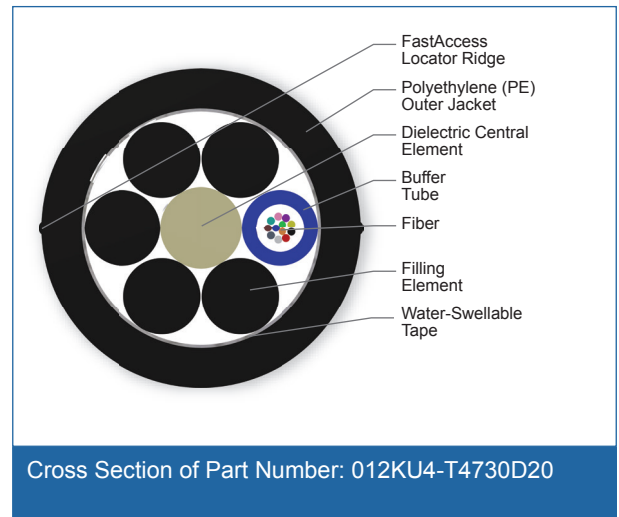 FastAccess
Locator Ridge
Polyethylene (PE)
Outer Jacket
Dielectric Central
Element
Buffer
Tube
Fiber
Filling
Element
Water-Swellable
Tape
Cross Section of Part Number: 012KU4-T4730D20